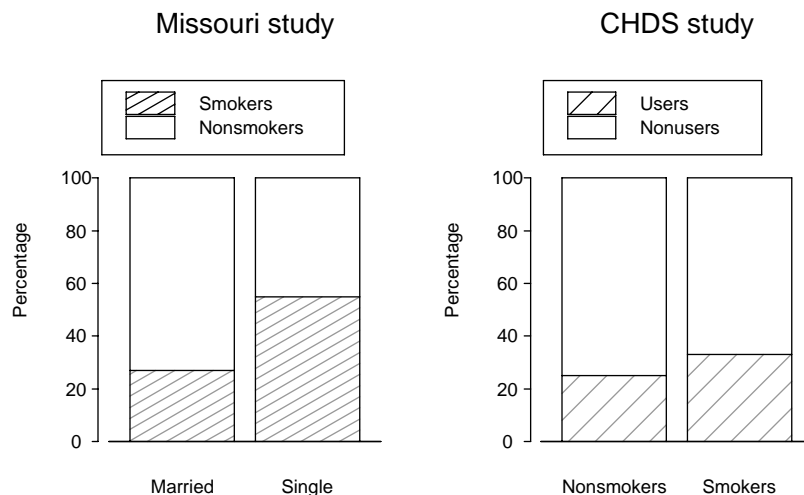 Missouri study
Smokers
Nonsmokers
Percentage
100
80
60
40
20
0
Married
Single
CHDS study
Users
Nonusers
Percentage
100
80
60
40
20
0
Nonsmokers
Smokers